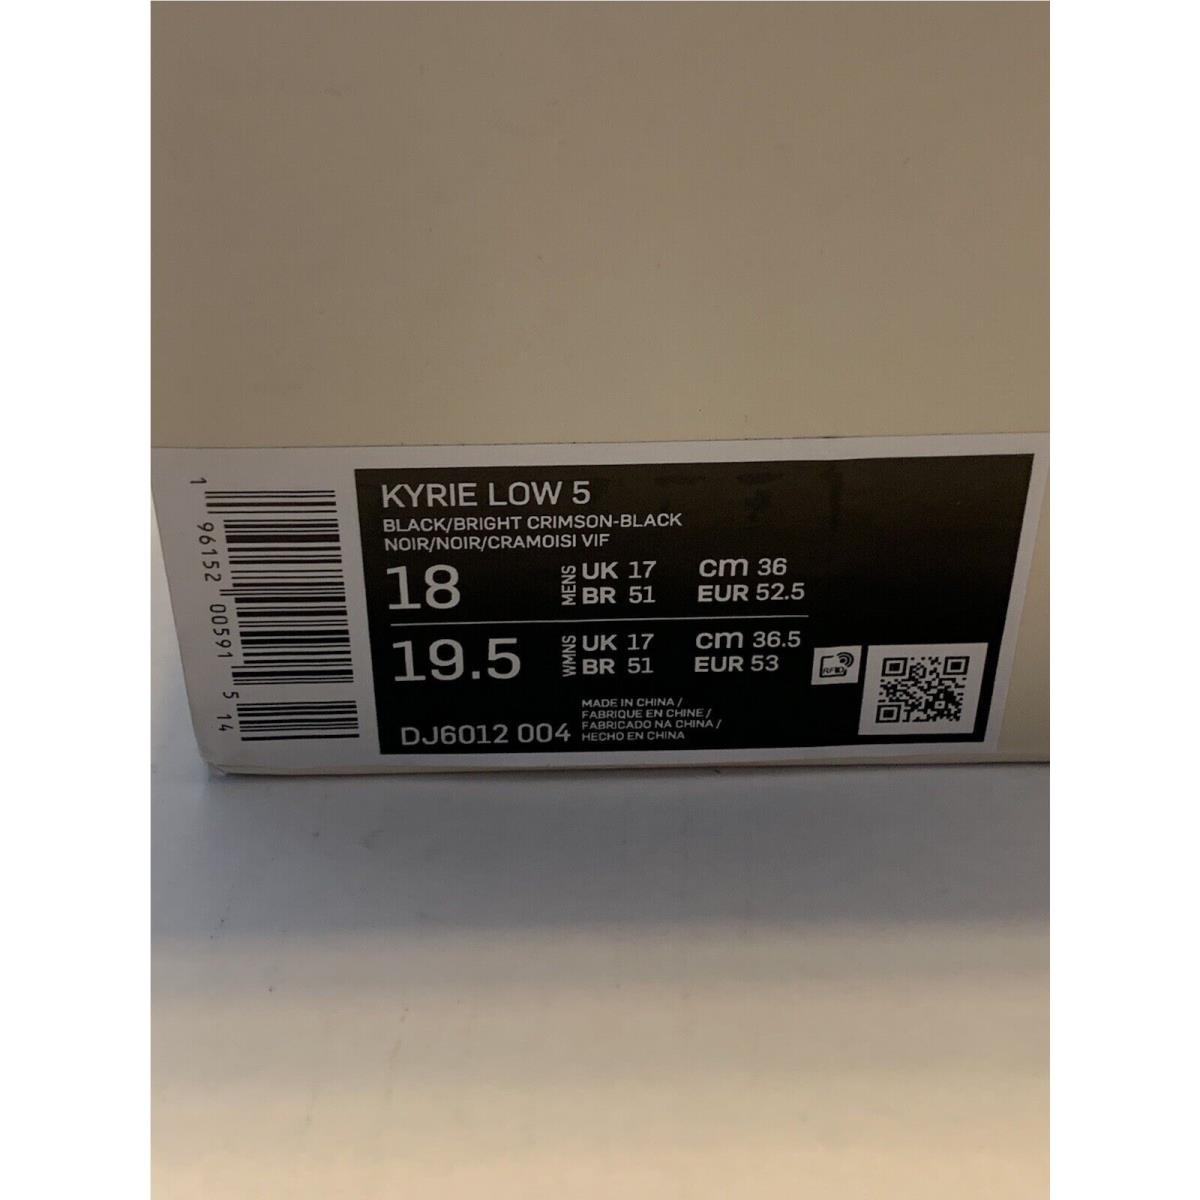 KYRIE LOW 5
BLACK/BRIGHT CRIMSON-BLACK
NOIR/NOIR/CRAMOISI VIF
18 MENS UK 17 cm 36
BR 51 EUR 52.5
19.5 WMNS UK 17 cm 36.5
BR 51 EUR 53
RFID
MADE IN CHINA /
FABRIQUE EN CHINE /
FABRICADO NA CHINA /
DJ6012 004 HECHO EN CHINA
1 96152 00591 5 14